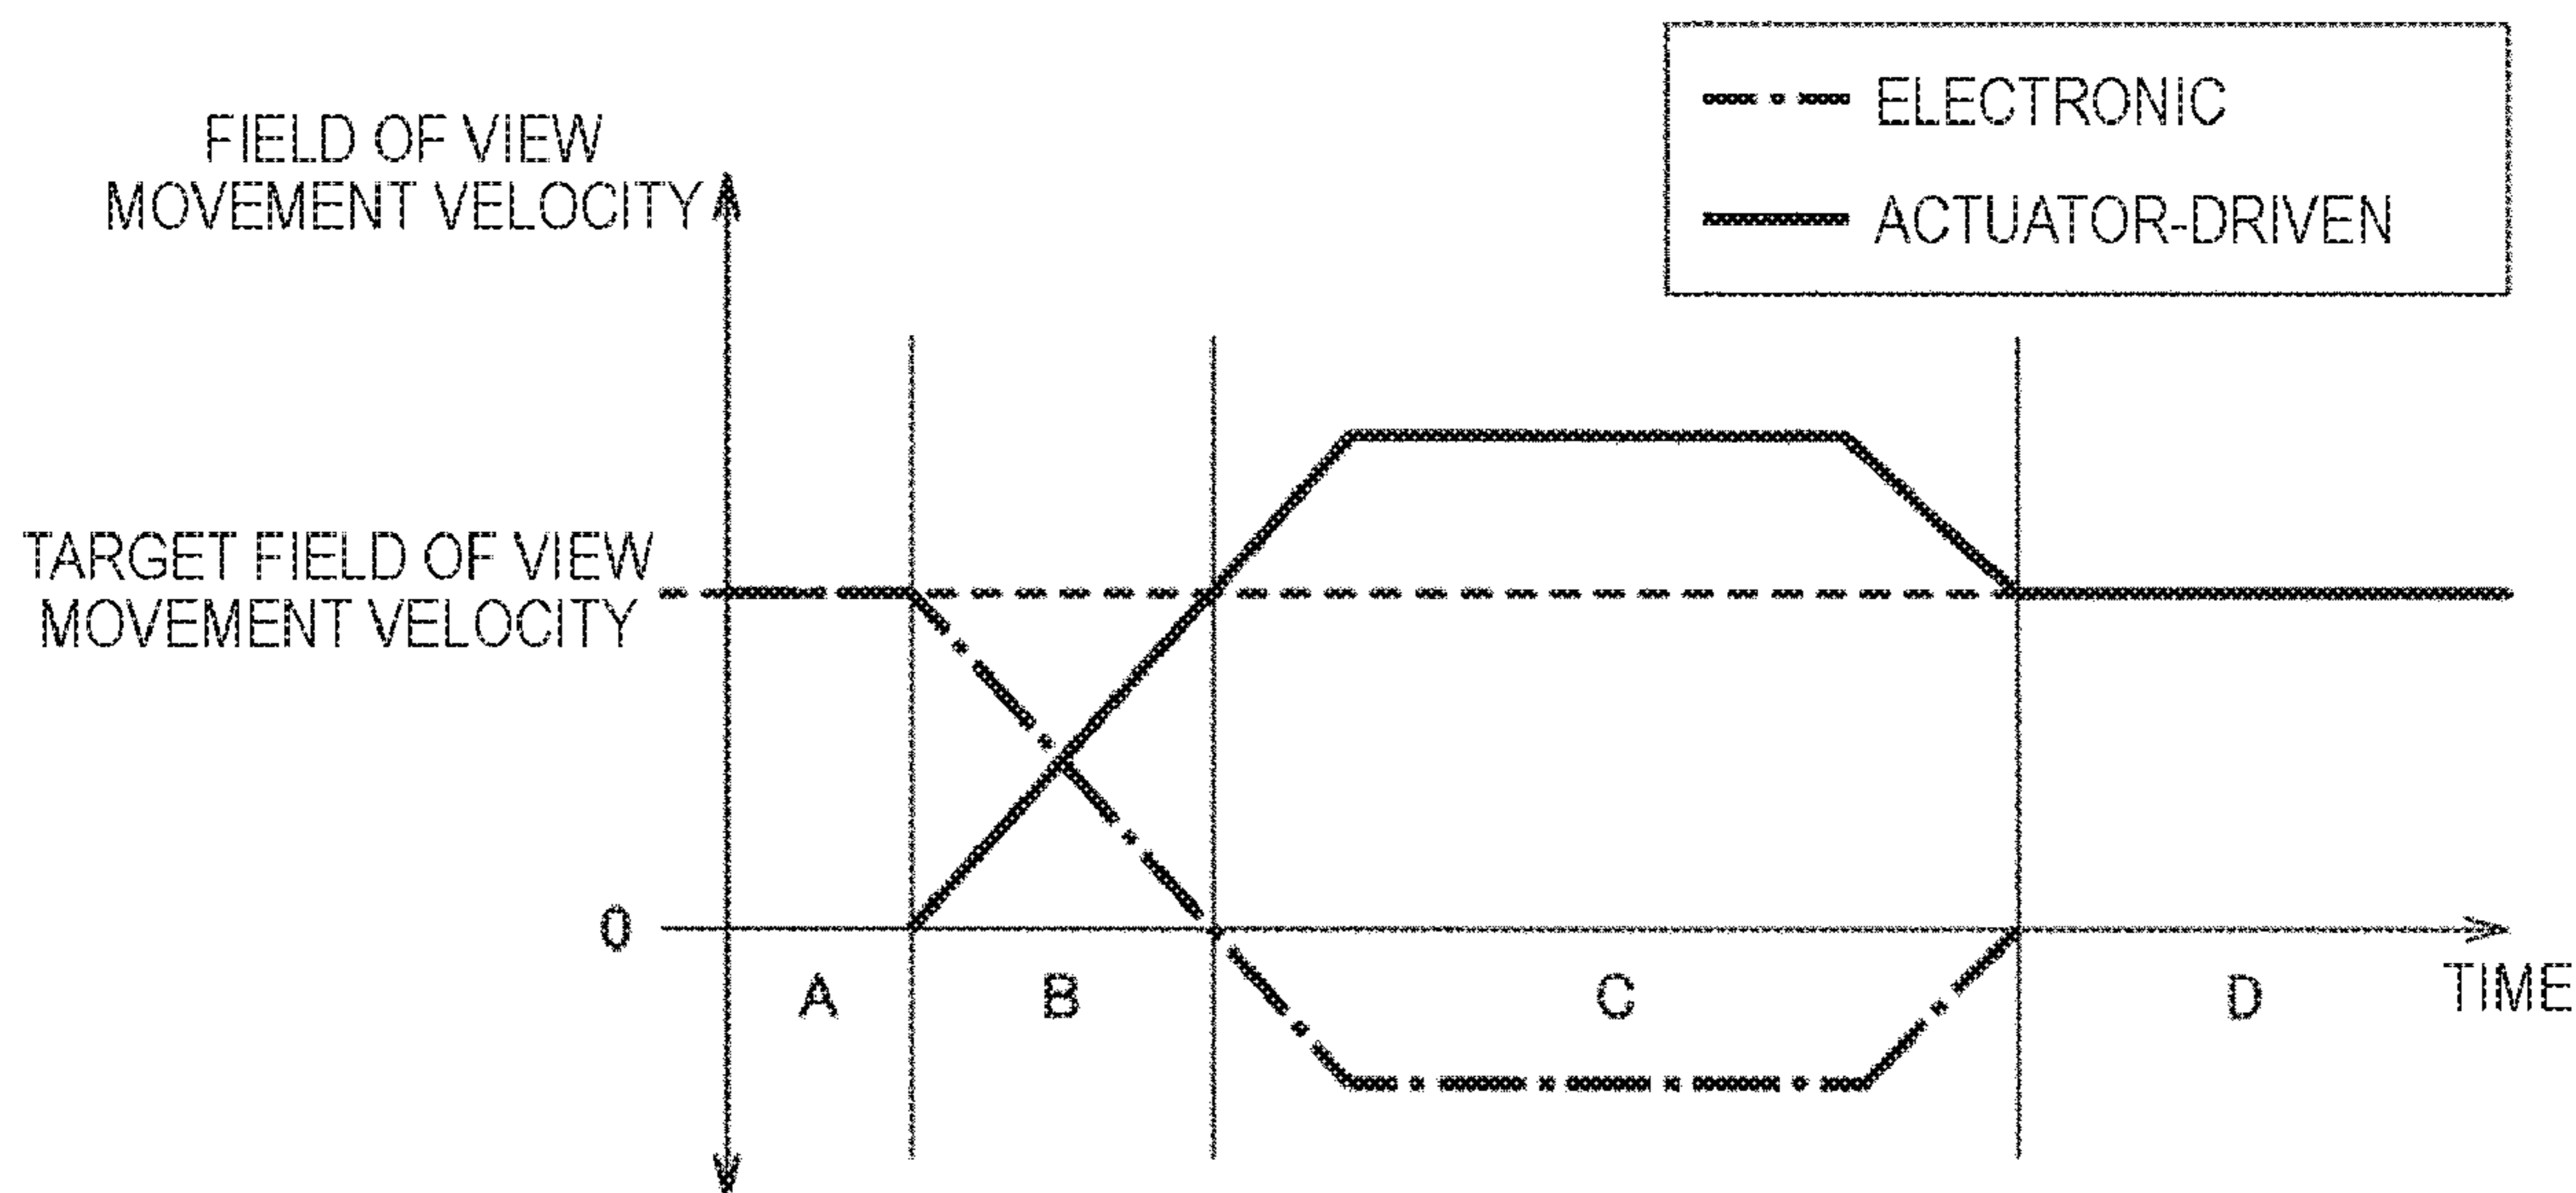 ELECTRONIC
ACTUATOR-DRIVEN
FIELD OF VIEW
MOVEMENT VELOCITY
TARGET FIELD OF VIEW
MOVEMENT VELOCITY
0
A
B
C
D
TIME